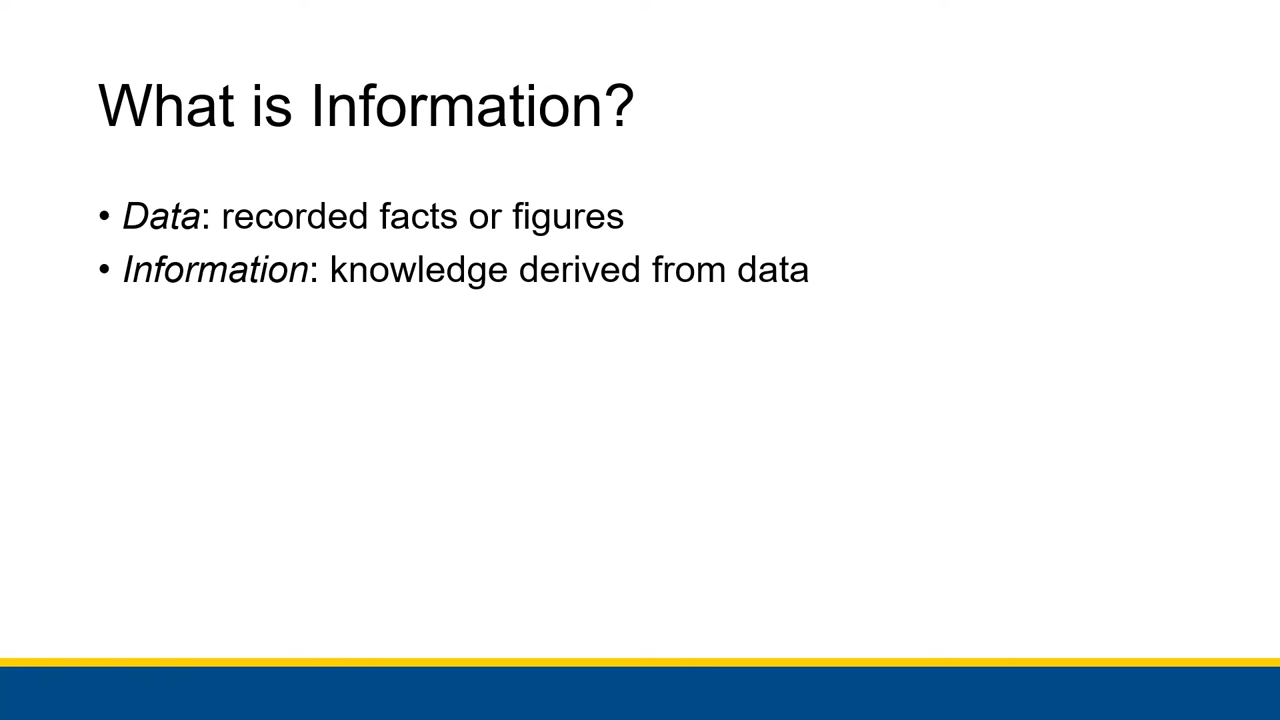 What is Information?
• Data: recorded facts or figures
• Information: knowledge derived from data